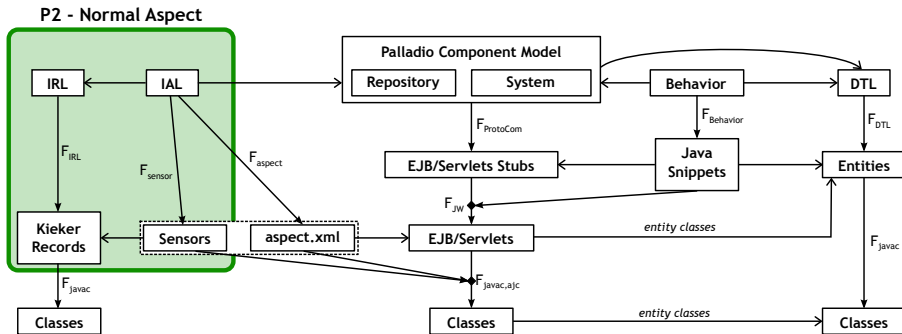 P2 - Normal Aspect
Palladio Component Model
Repository
System
IRL
IAL
Behavior
DTL
F_IRL
F_sensor
F_aspect
F_ProtoCom
F_Behavior
F_DTL
EJB/Servlets Stubs
Java
Snippets
Entities
F_JW
Kieker
Records
Sensors
aspect.xml
EJB/Servlets
entity classes
F_javac
F_javac,ajc
F_javac
Classes
Classes
entity classes
Classes